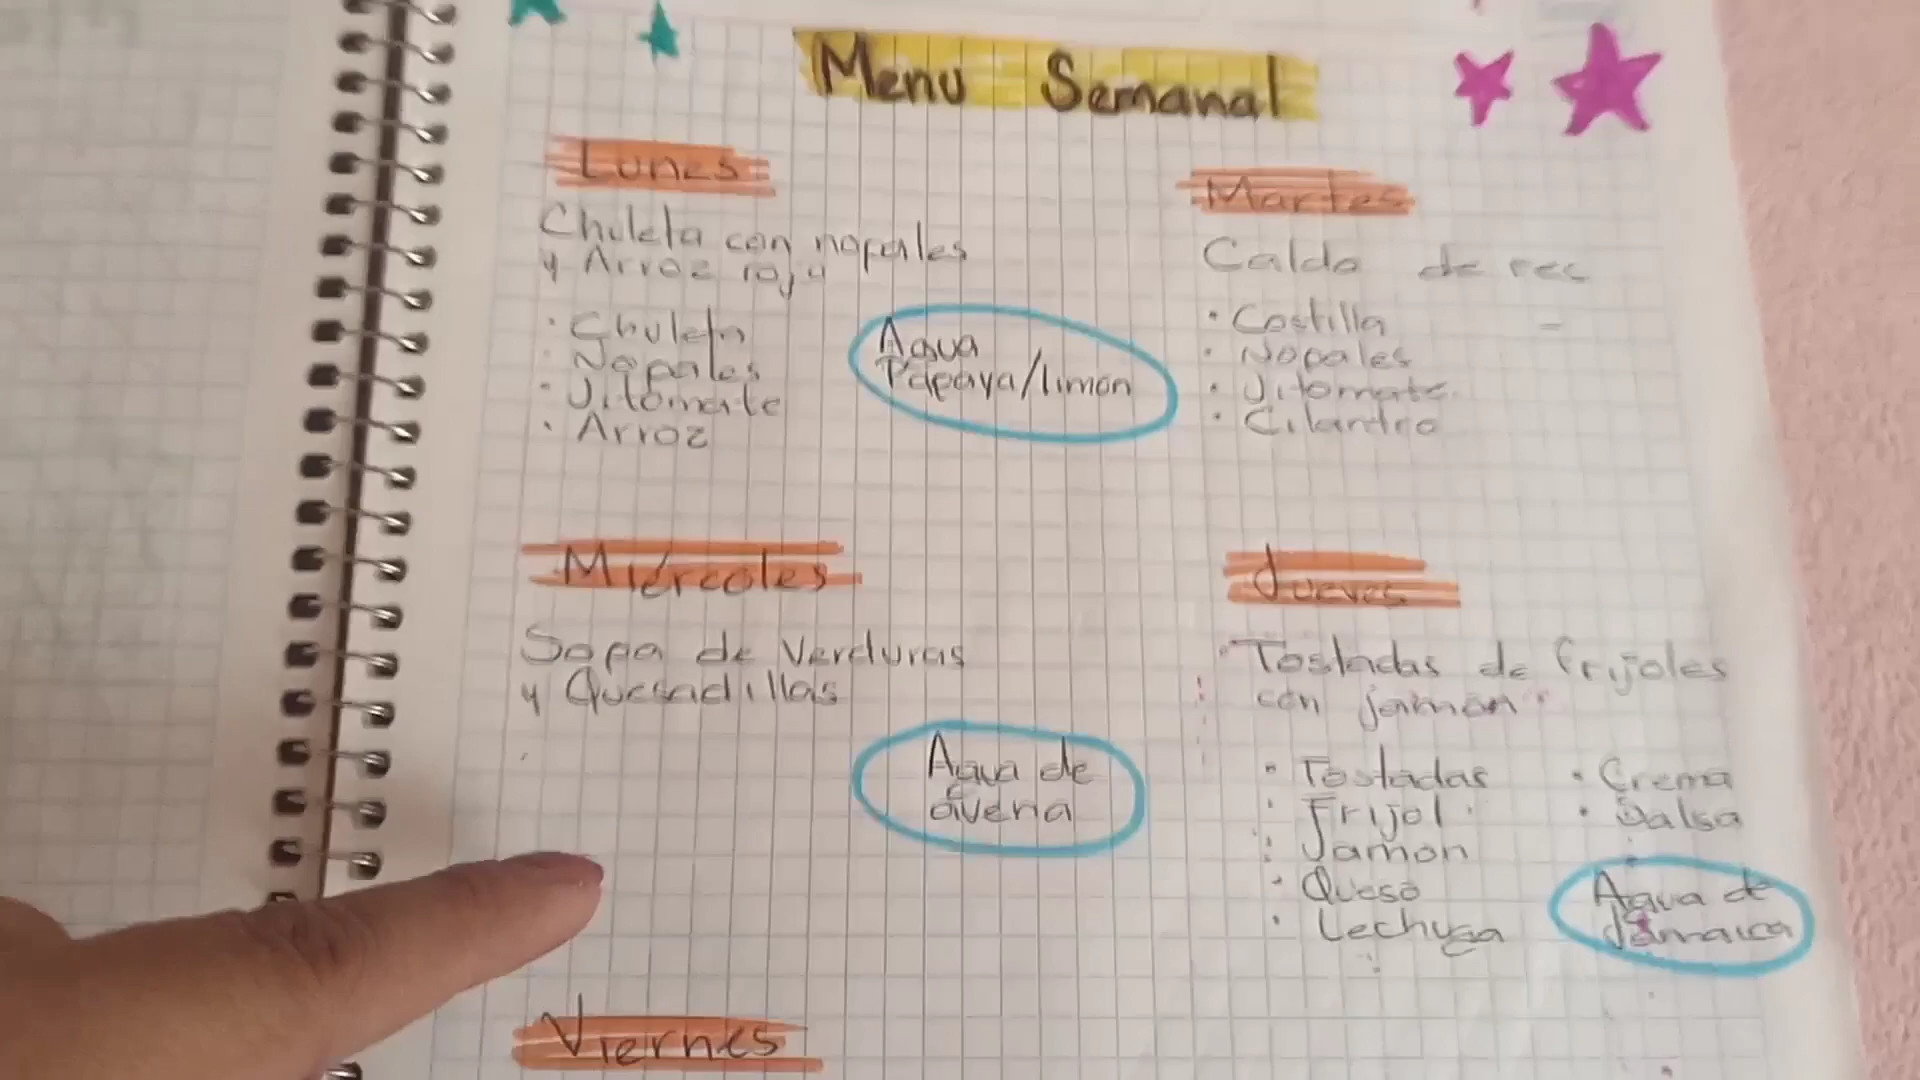 Menu Semanal
Lunes
Chuleta con nopales
y Arroz rojo
· Chuleta
· Nopales
· Jitomate
· Arroz
Agua
Papaya/limon
Martes
Caldo de rec
· Costilla
· Nopales
· Jitomate
· Cilantro
Miércoles
Sopa de Verduras
y Quesadillas
Agua de
avena
Jueves
Tostadas de frijoles
con jamon
· Tostadas
· Frijol
· Jamon
· Queso
· Lechuga
· Crema
· Salsa
Agua de
Jamaica
Viernes